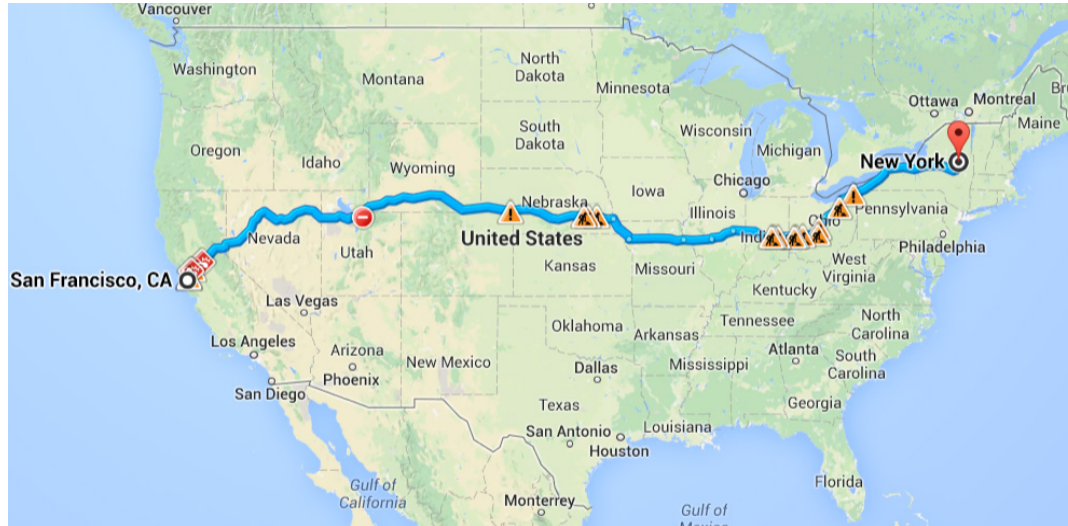 Vancouver
Washington
Montana
North
Dakota
Minnesota
Ottawa
Montreal
Maine
Oregon
Idaho
Wyoming
South
Dakota
Wisconsin
Michigan
New York
Nebraska
Iowa
Chicago
Illinois
Pennsylvania
Nevada
Utah
United States
Ohio
Philadelphia
San Francisco, CA
Kansas
Missouri
West
Virginia
Kentucky
Las Vegas
Los Angeles
Arizona
Phoenix
New Mexico
Oklahoma
Arkansas
Tennessee
North
Carolina
Atlanta
South
Carolina
San Diego
Dallas
Mississippi
Georgia
Texas
Louisiana
San Antonio
Houston
Gulf of
California
Monterrey
Gulf of
Florida